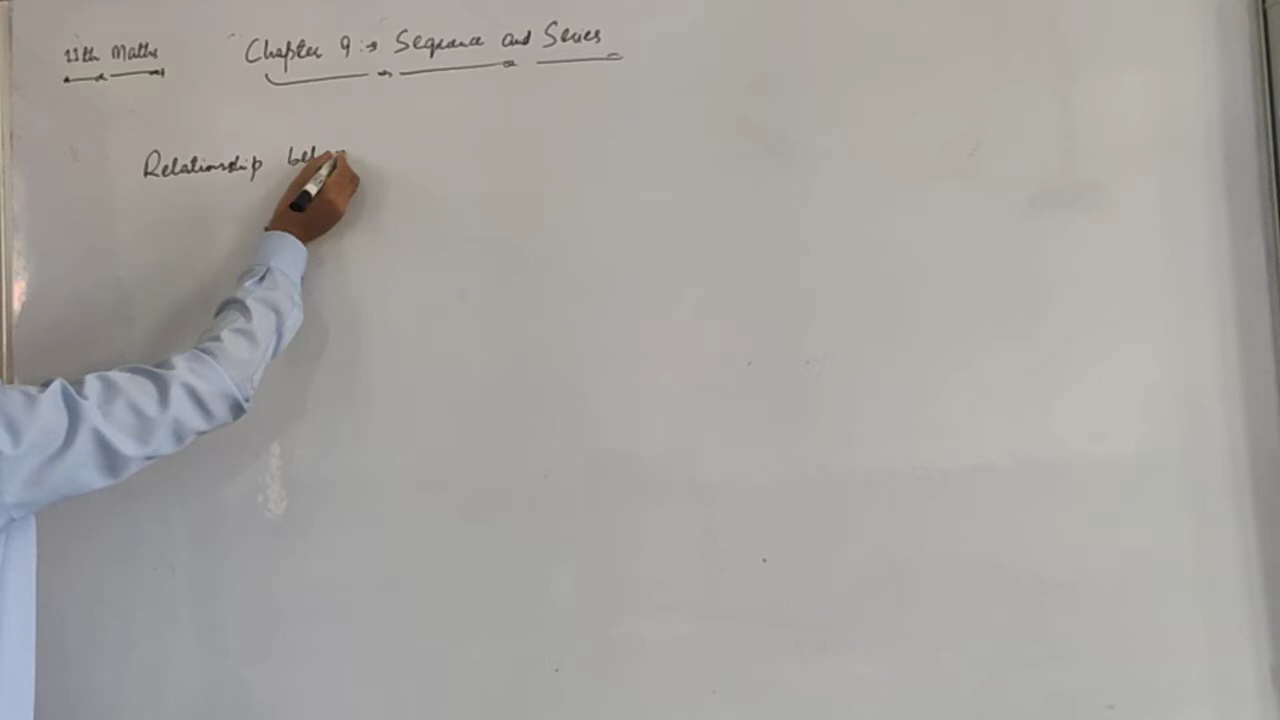 11th Maths Chapter 9 :→ Sequence and Series
Relationship